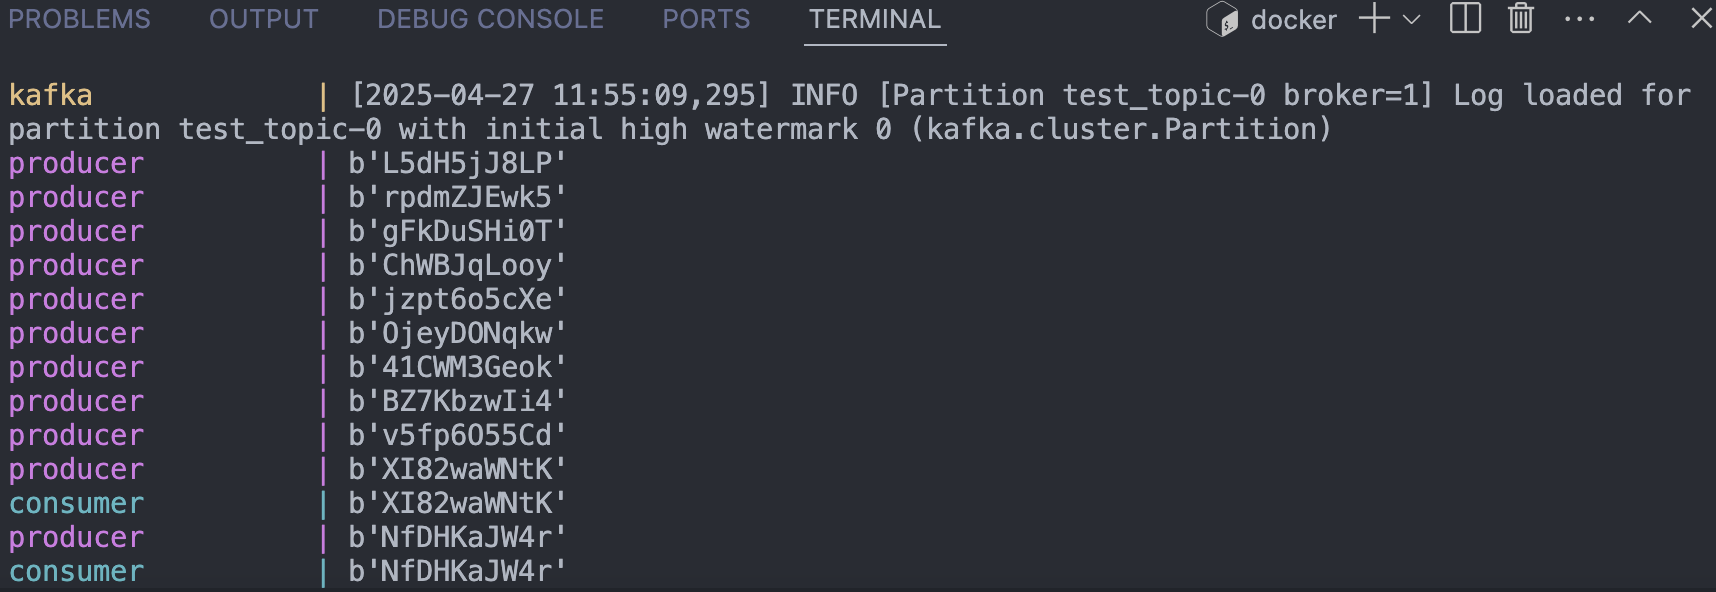 PROBLEMS OUTPUT DEBUG CONSOLE PORTS TERMINAL docker
kafka | [2025-04-27 11:55:09,295] INFO [Partition test_topic-0 broker=1] Log loaded for
partition test_topic-0 with initial high watermark 0 (kafka.cluster.Partition)
producer | b'L5dH5jJ8LP'
producer | b'rpdmZJEwk5'
producer | b'gFkDuSHi0T'
producer | b'ChWBJqLooy'
producer | b'jzpt6o5cXe'
producer | b'OjeyDONqkw'
producer | b'41CWM3Geok'
producer | b'BZ7KbzwIi4'
producer | b'v5fp6O55Cd'
producer | b'XI82waWNtK'
consumer | b'XI82waWNtK'
producer | b'NfDHKaJW4r'
consumer | b'NfDHKaJW4r'